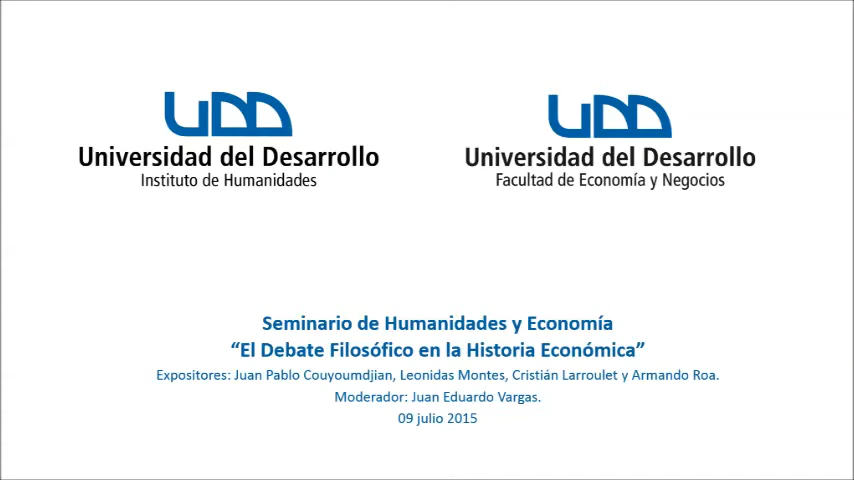 UDD
Universidad del Desarrollo
Instituto de Humanidades
UDD
Universidad del Desarrollo
Facultad de Economía y Negocios
Seminario de Humanidades y Economía
“El Debate Filosófico en la Historia Económica”
Expositores: Juan Pablo Couyoumdjian, Leonidas Montes, Cristián Larroulet y Armando Roa.
Moderador: Juan Eduardo Vargas.
09 julio 2015